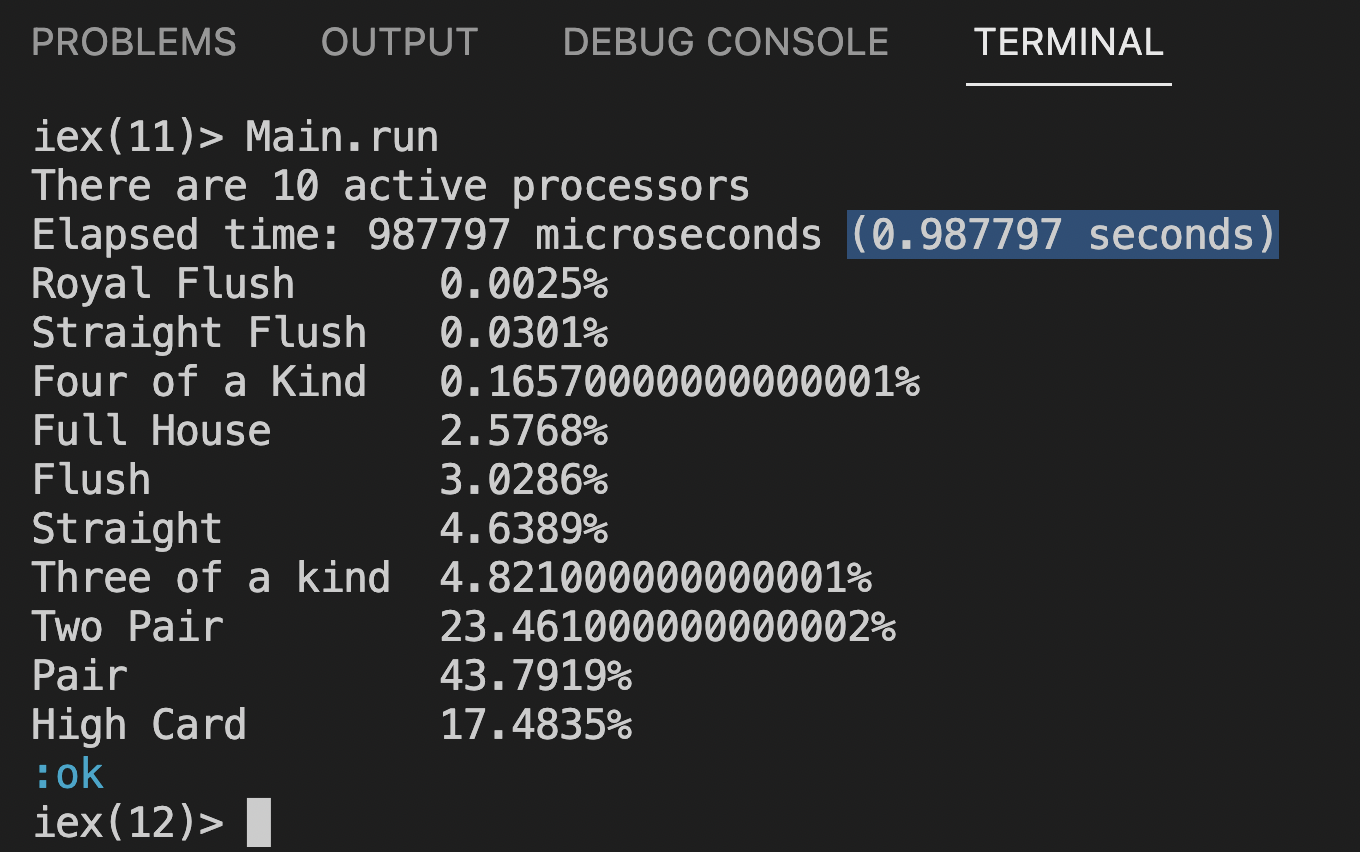 PROBLEMS OUTPUT DEBUG CONSOLE TERMINAL
iex(11)> Main.run
There are 10 active processors
Elapsed time: 987797 microseconds (0.987797 seconds)
Royal Flush 0.0025%
Straight Flush 0.0301%
Four of a Kind 0.16570000000000001%
Full House 2.5768%
Flush 3.0286%
Straight 4.6389%
Three of a kind 4.821000000000001%
Two Pair 23.461000000000002%
Pair 43.7919%
High Card 17.4835%
:ok
iex(12)>